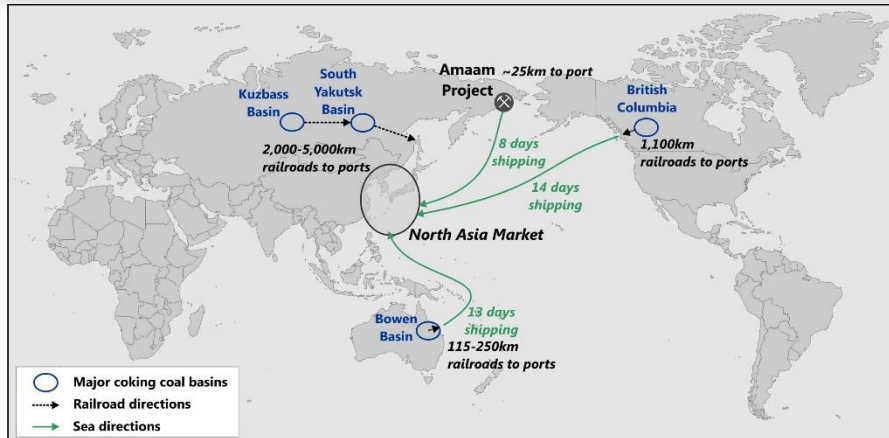 South
Yakutsk
Basin
Kuzbass
Basin
2,000-5,000km
railroads to ports
Amaam
Project
~25km to port
British
Columbia
1,100km
railroads to ports
8 days
shipping
14 days
shipping
North Asia Market
13 days
shipping
Bowen
Basin
115-250km
railroads to ports
Major coking coal basins
Railroad directions
Sea directions